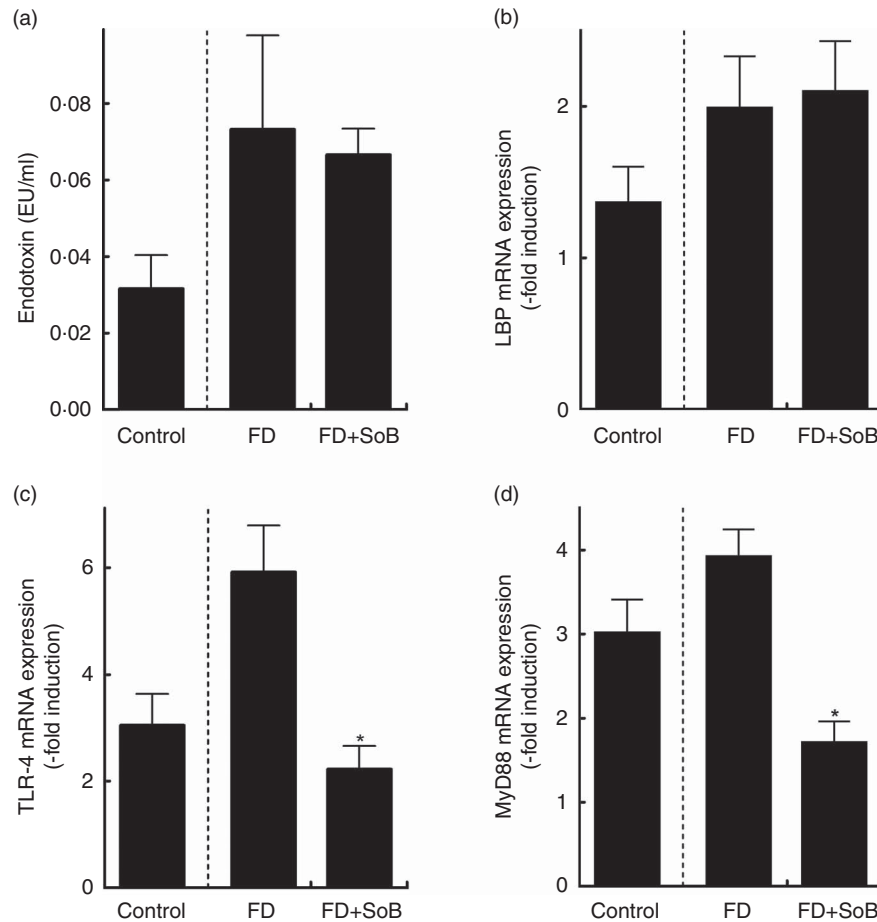 (a)
Endotoxin (EU/ml)
0·08
0·06
0·04
0·02
0·00
Control FD FD+SoB
(b)
LBP mRNA expression
(-fold induction)
2
1
0
Control FD FD+SoB
(c)
TLR-4 mRNA expression
(-fold induction)
6
4
2
0
*
Control FD FD+SoB
(d)
MyD88 mRNA expression
(-fold induction)
4
3
2
1
0
*
Control FD FD+SoB